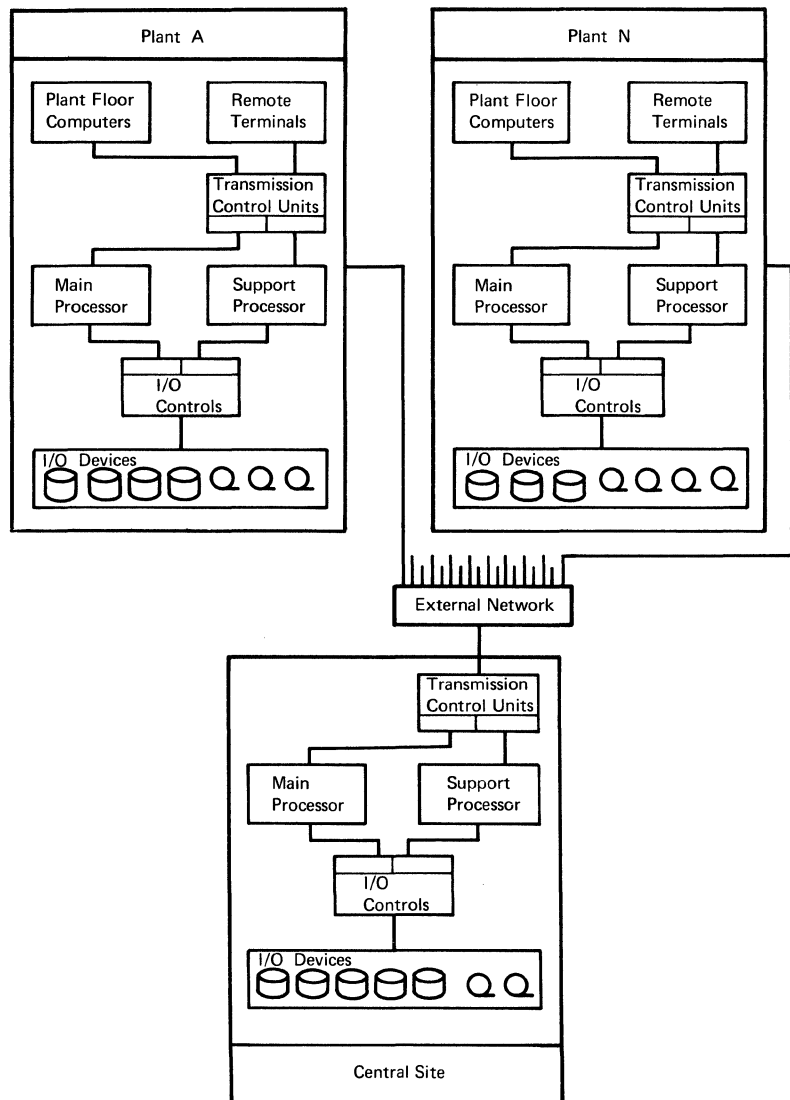 Plant A
Plant Floor
Computers
Remote
Terminals
Transmission
Control Units
Main
Processor
Support
Processor
I/O
Controls
I/O Devices
Plant N
Plant Floor
Computers
Remote
Terminals
Transmission
Control Units
Main
Processor
Support
Processor
I/O
Controls
I/O Devices
External Network
Transmission
Control Units
Main
Processor
Support
Processor
I/O
Controls
I/O Devices
Central Site